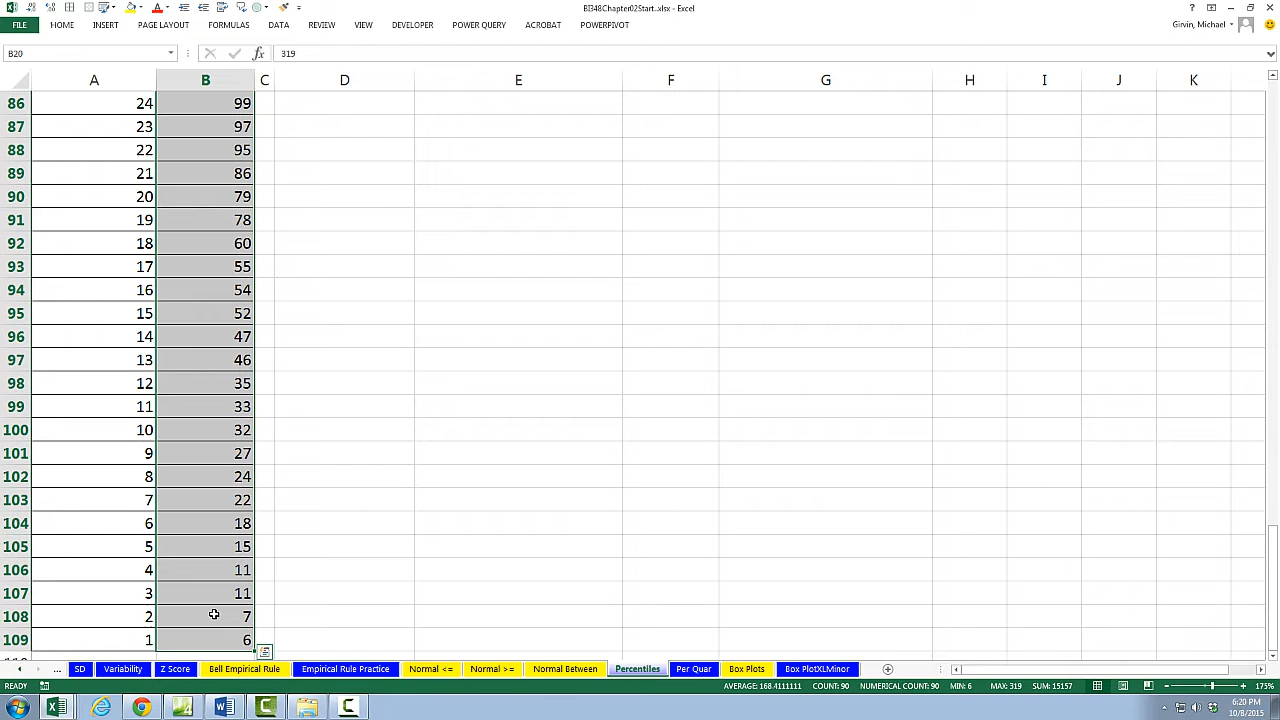 BI348Chapter02Start..xlsx - Excel
FILE HOME INSERT PAGE LAYOUT FORMULAS DATA REVIEW VIEW DEVELOPER POWER QUERY ACROBAT POWERPIVOT Girvin, Michael
B20 fx 319
A B C D E F G H I J K
86 24 99
87 23 97
88 22 95
89 21 86
90 20 79
91 19 78
92 18 60
93 17 55
94 16 54
95 15 52
96 14 47
97 13 46
98 12 35
99 11 33
100 10 32
101 9 27
102 8 24
103 7 22
104 6 18
105 5 15
106 4 11
107 3 11
108 2 7
109 1 6
... SD Variability Z Score Bell Empirical Rule Empirical Rule Practice Normal <= Normal >= Normal Between Percentiles Per Quar Box Plots Box PlotXLMinor
READY AVERAGE: 168.4111111 COUNT: 90 NUMERICAL COUNT: 90 MIN: 6 MAX: 319 SUM: 15157 175%
6:20 PM
10/8/2015